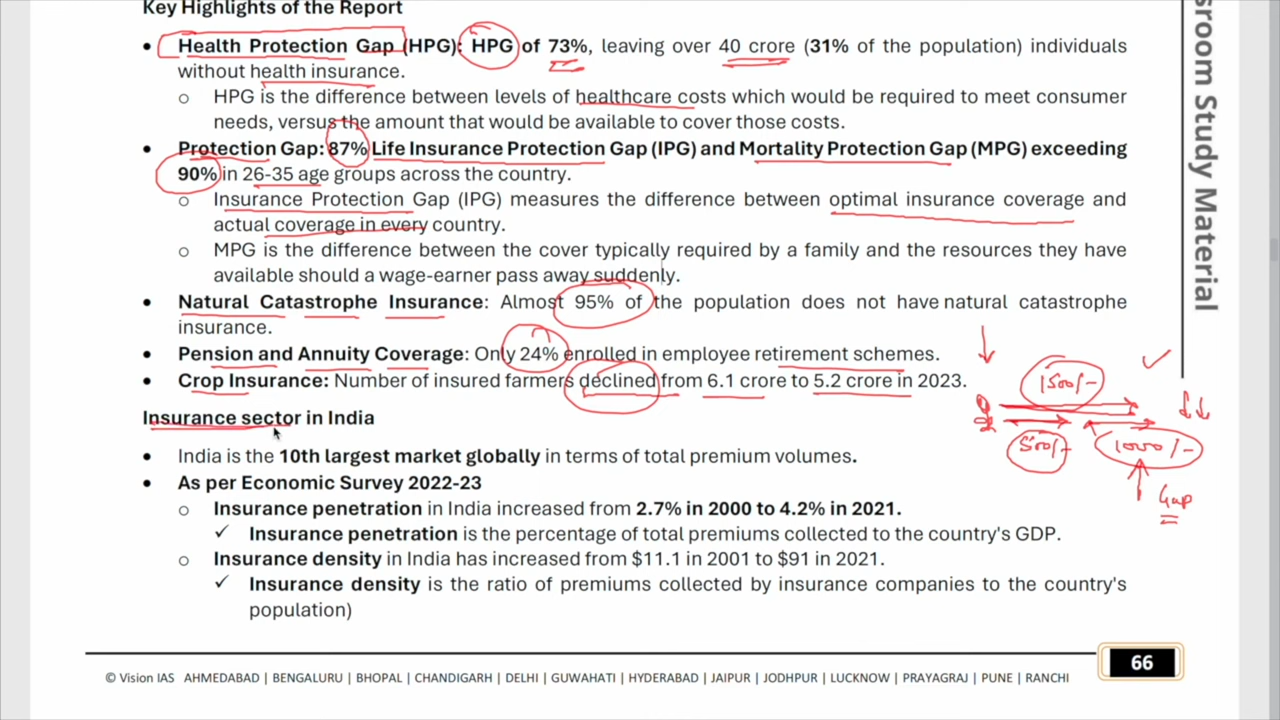 Key Highlights of the Report
• Health Protection Gap (HPG): HPG of 73%, leaving over 40 crore (31% of the population) individuals
without health insurance.
o HPG is the difference between levels of healthcare costs which would be required to meet consumer
needs, versus the amount that would be available to cover those costs.
• Protection Gap: 87% Life Insurance Protection Gap (IPG) and Mortality Protection Gap (MPG) exceeding
90% in 26-35 age groups across the country.
o Insurance Protection Gap (IPG) measures the difference between optimal insurance coverage and
actual coverage in every country.
o MPG is the difference between the cover typically required by a family and the resources they have
available should a wage-earner pass away suddenly.
• Natural Catastrophe Insurance: Almost 95% of the population does not have natural catastrophe
insurance.
• Pension and Annuity Coverage: Only 24% enrolled in employee retirement schemes.
• Crop Insurance: Number of insured farmers declined from 6.1 crore to 5.2 crore in 2023.
1500/-
500/-
1000/-
Gap
Insurance sector in India
• India is the 10th largest market globally in terms of total premium volumes.
• As per Economic Survey 2022-23
o Insurance penetration in India increased from 2.7% in 2000 to 4.2% in 2021.
✓ Insurance penetration is the percentage of total premiums collected to the country's GDP.
o Insurance density in India has increased from $11.1 in 2001 to $91 in 2021.
✓ Insurance density is the ratio of premiums collected by insurance companies to the country's
population)
66
© Vision IAS AHMEDABAD | BENGALURU | BHOPAL | CHANDIGARH | DELHI | GUWAHATI | HYDERABAD | JAIPUR | JODHPUR | LUCKNOW | PRAYAGRAJ | PUNE | RANCHI
sroom Study Material